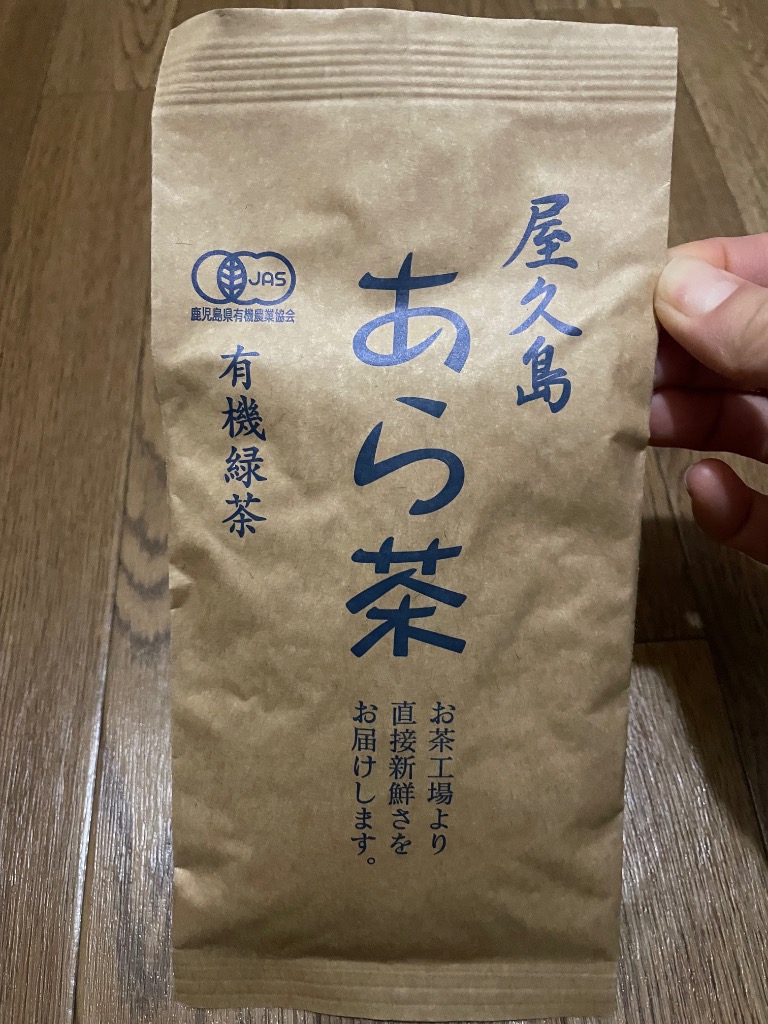 屋久島
あら茶
お茶工場より
直接新鮮さを
お届けします。
JAS
鹿児島県有機農業協会
有機緑茶